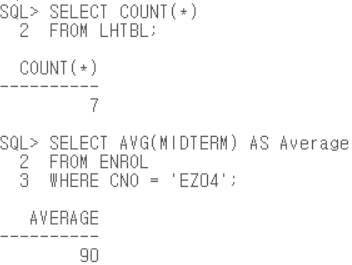 SQL> SELECT COUNT(*)
2 FROM LHTBL;
COUNT(*)
----------
7
SQL> SELECT AVG(MIDTERM) AS Average
2 FROM ENROL
3 WHERE CNO = 'EZ04';
AVERAGE
----------
90